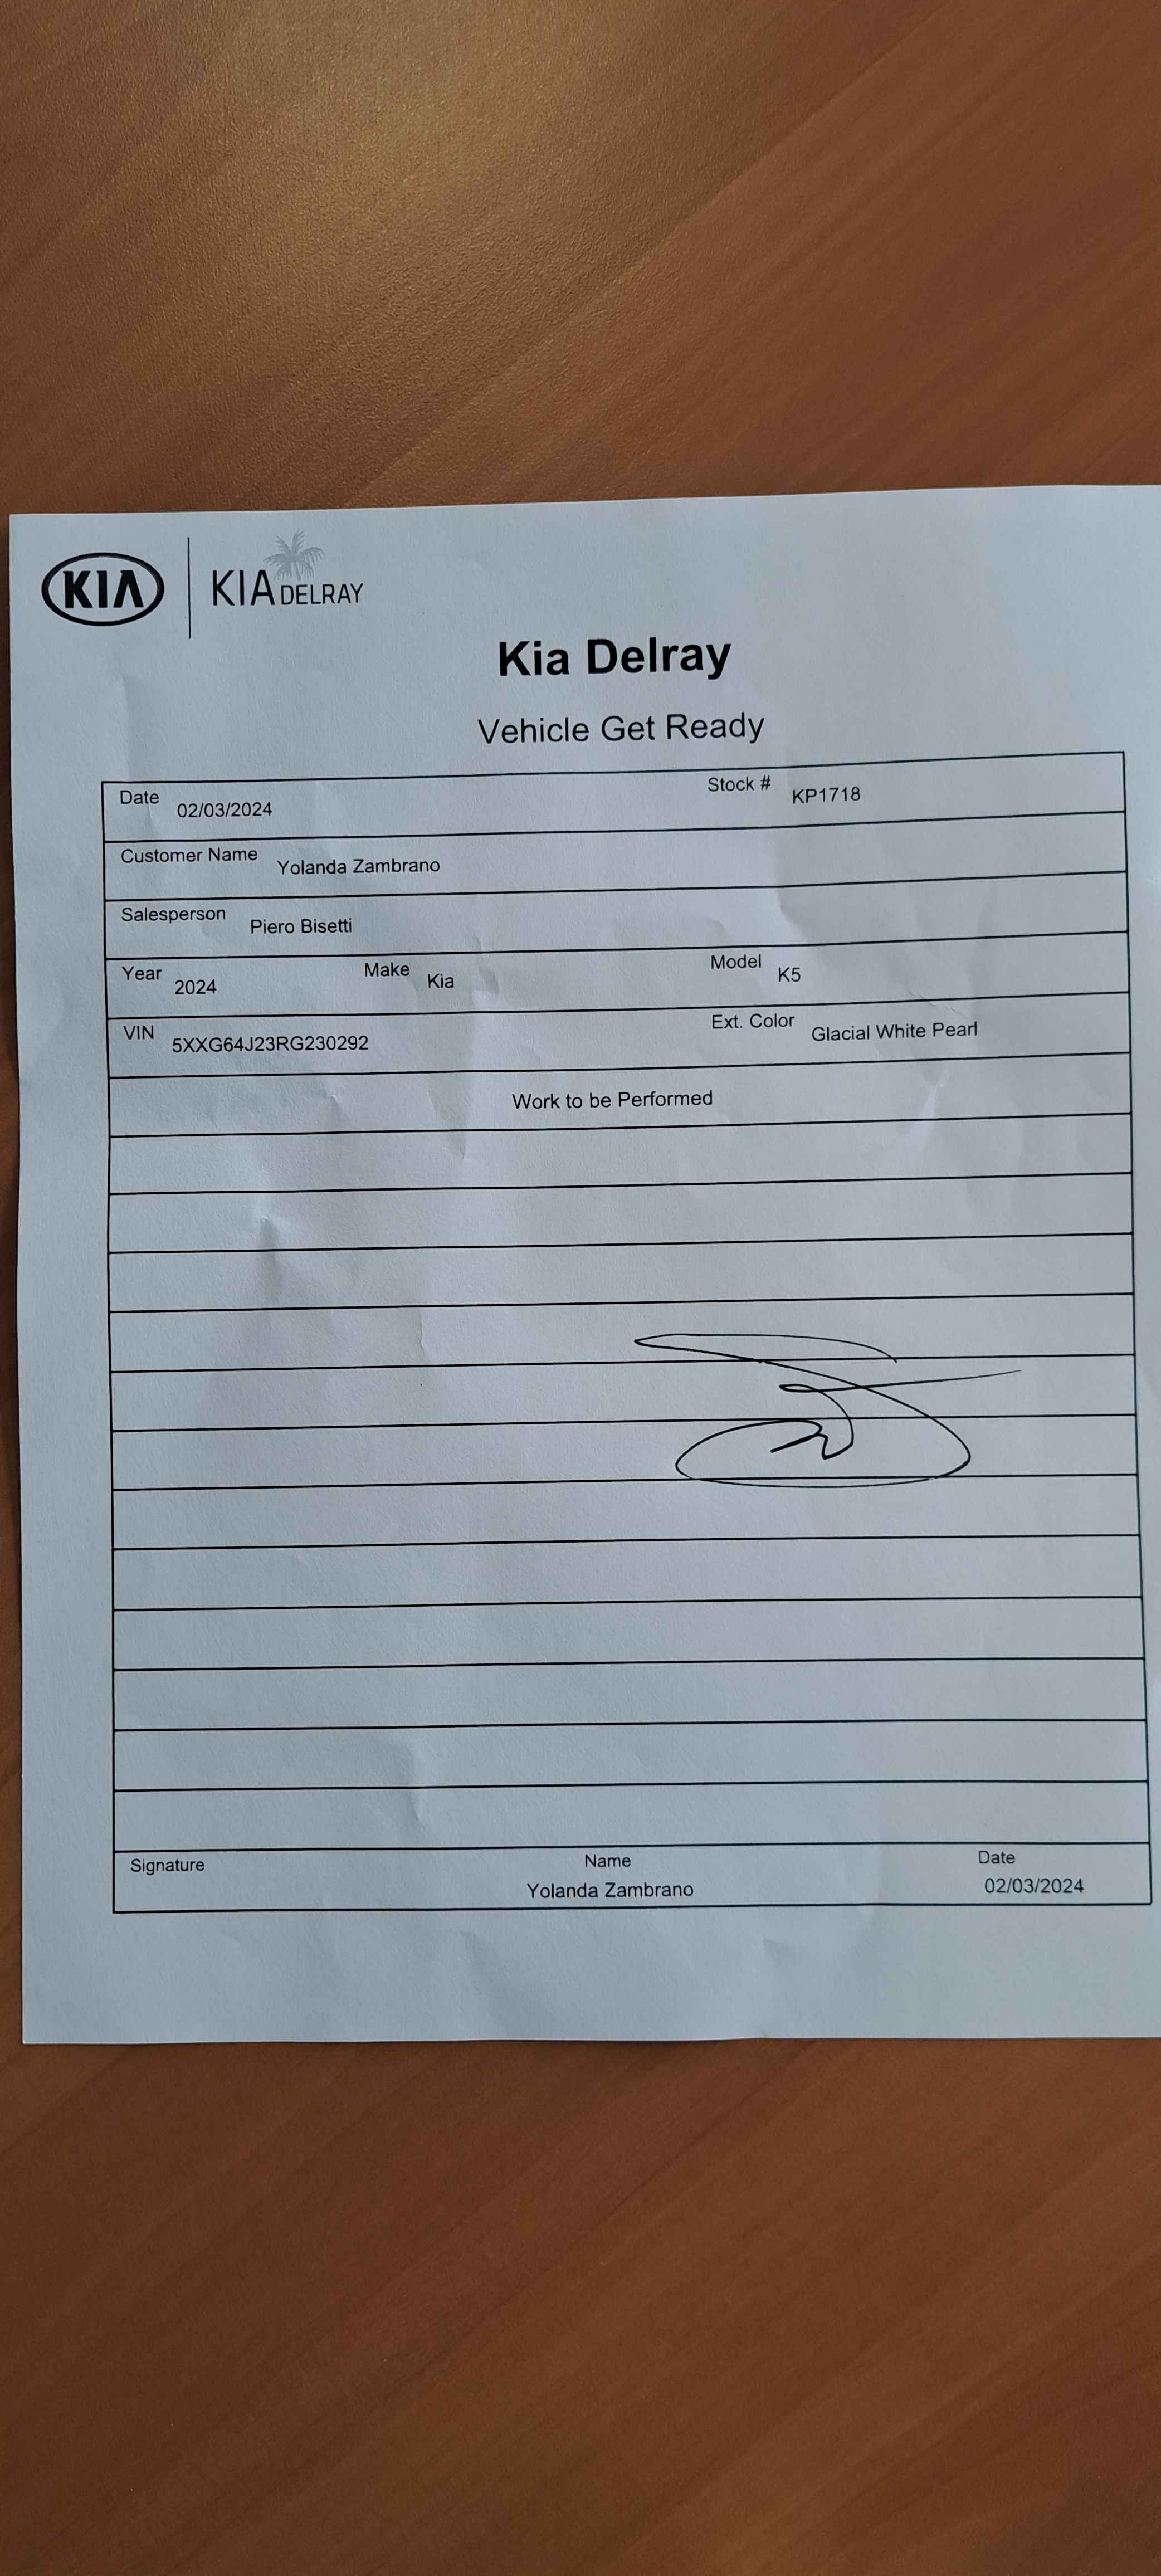 KIA KIA DELRAY
Kia Delray
Vehicle Get Ready
Date 02/03/2024 Stock # KP1718
Customer Name Yolanda Zambrano
Salesperson Piero Bisetti
Year 2024 Make Kia Model K5
VIN 5XXG64J23RG230292 Ext. Color Glacial White Pearl
Work to be Performed
Signature Name Date
Yolanda Zambrano 02/03/2024